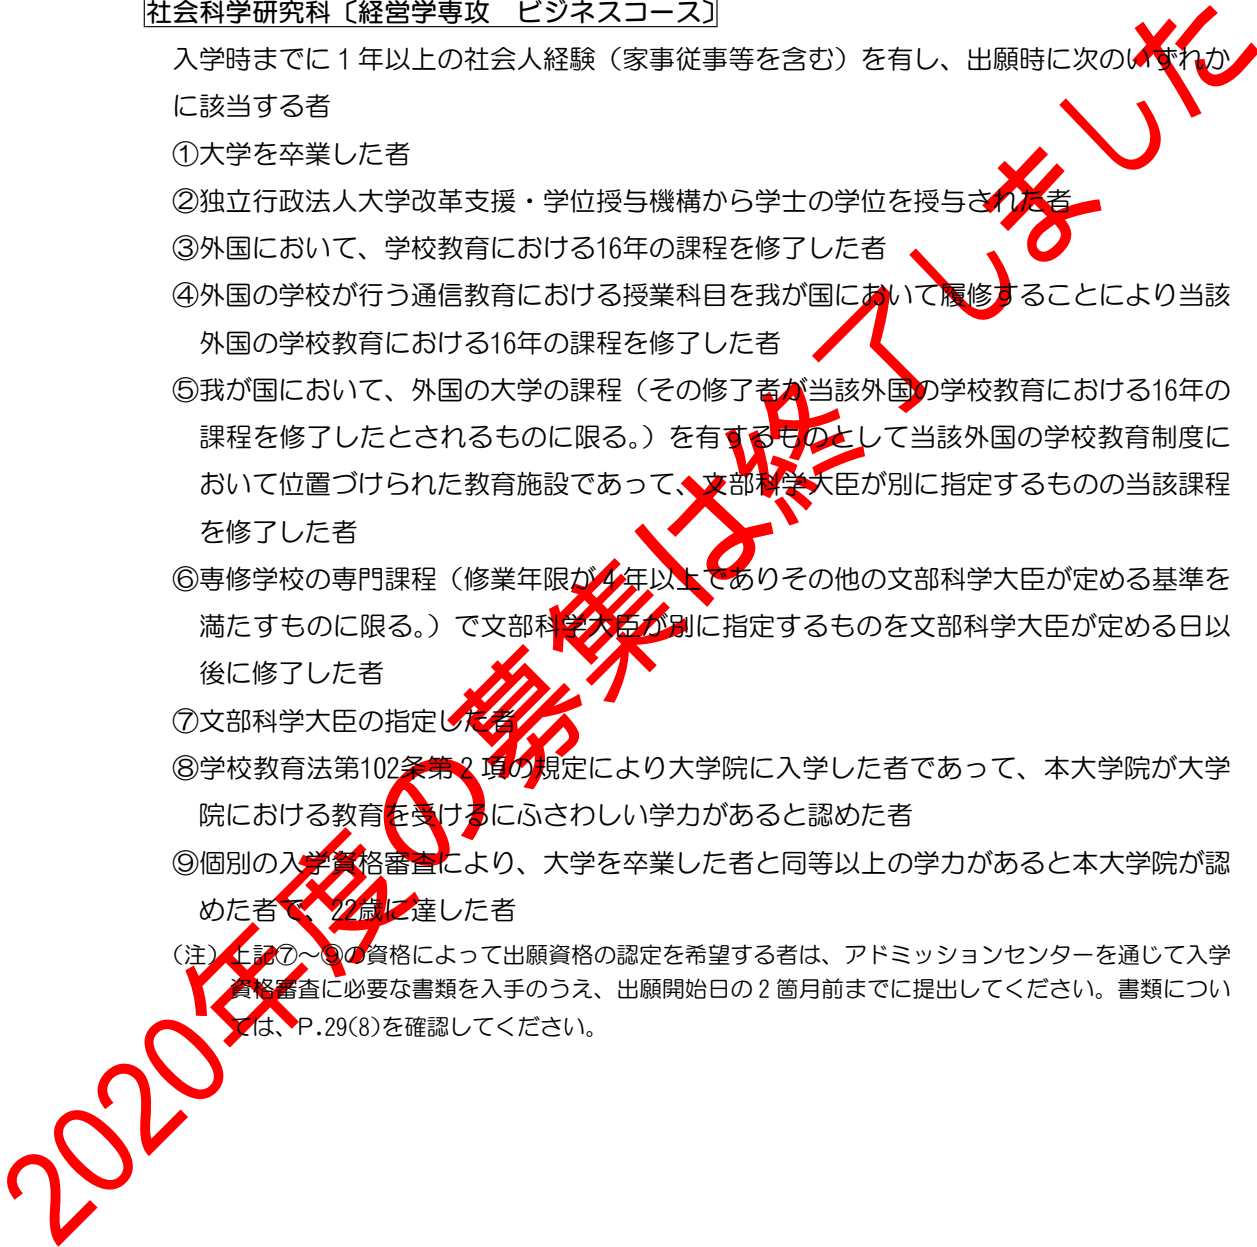 社会科学研究科〔経営学専攻　ビジネスコース〕
入学時までに１年以上の社会人経験（家事従事等を含む）を有し、出願時に次のいずれか
に該当する者
①大学を卒業した者
②独立行政法人大学改革支援・学位授与機構から学士の学位を授与された者
③外国において、学校教育における16年の課程を修了した者
④外国の学校が行う通信教育における授業科目を我が国において履修することにより当該
外国の学校教育における16年の課程を修了した者
⑤我が国において、外国の大学の課程（その修了者が当該外国の学校教育における16年の
課程を修了したとされるものに限る。）を有するものとして当該外国の学校教育制度に
おいて位置づけられた教育施設であって、文部科学大臣が別に指定するものの当該課程
を修了した者
⑥専修学校の専門課程（修業年限が４年以上でありその他の文部科学大臣が定める基準を
満たすものに限る。）で文部科学大臣が別に指定するものを文部科学大臣が定める日以
後に修了した者
⑦文部科学大臣の指定した者
⑧学校教育法第102条第２項の規定により大学院に入学した者であって、本大学院が大学
院における教育を受けるにふさわしい学力があると認めた者
⑨個別の入学資格審査により、大学を卒業した者と同等以上の学力があると本大学院が認
めた者で、22歳に達した者
（注）上記⑦～⑨の資格によって出願資格の認定を希望する者は、アドミッションセンターを通じて入学
資格審査に必要な書類を入手のうえ、出願開始日の２箇月前までに提出してください。書類につい
ては、P.29(8)を確認してください。
2020年度の募集は終了しました